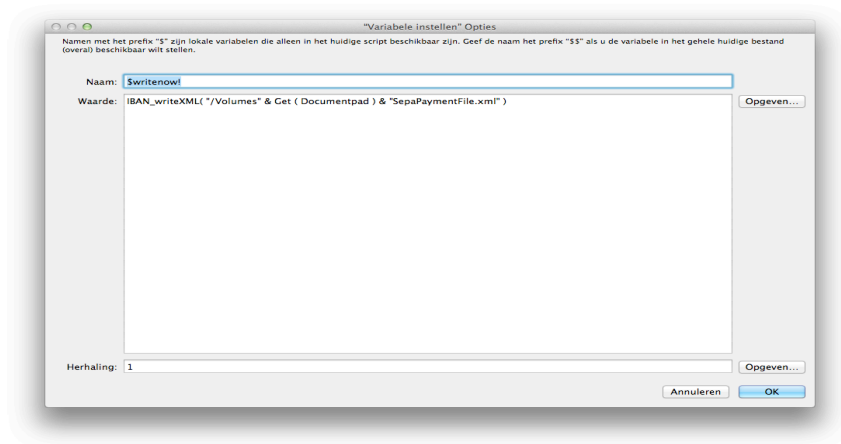 "Variabele instellen" Opties
Namen met het prefix "$" zijn lokale variabelen die alleen in het huidige script beschikbaar zijn. Geef de naam het prefix "$$" als u de variabele in het gehele huidige bestand
(overal) beschikbaar wilt stellen.
Naam: $writenow!
Waarde: IBAN_writeXML( "/Volumes" & Get ( Documentpad ) & "SepaPaymentFile.xml" ) Opgeven...
Herhaling: 1 Opgeven...
Annuleren OK